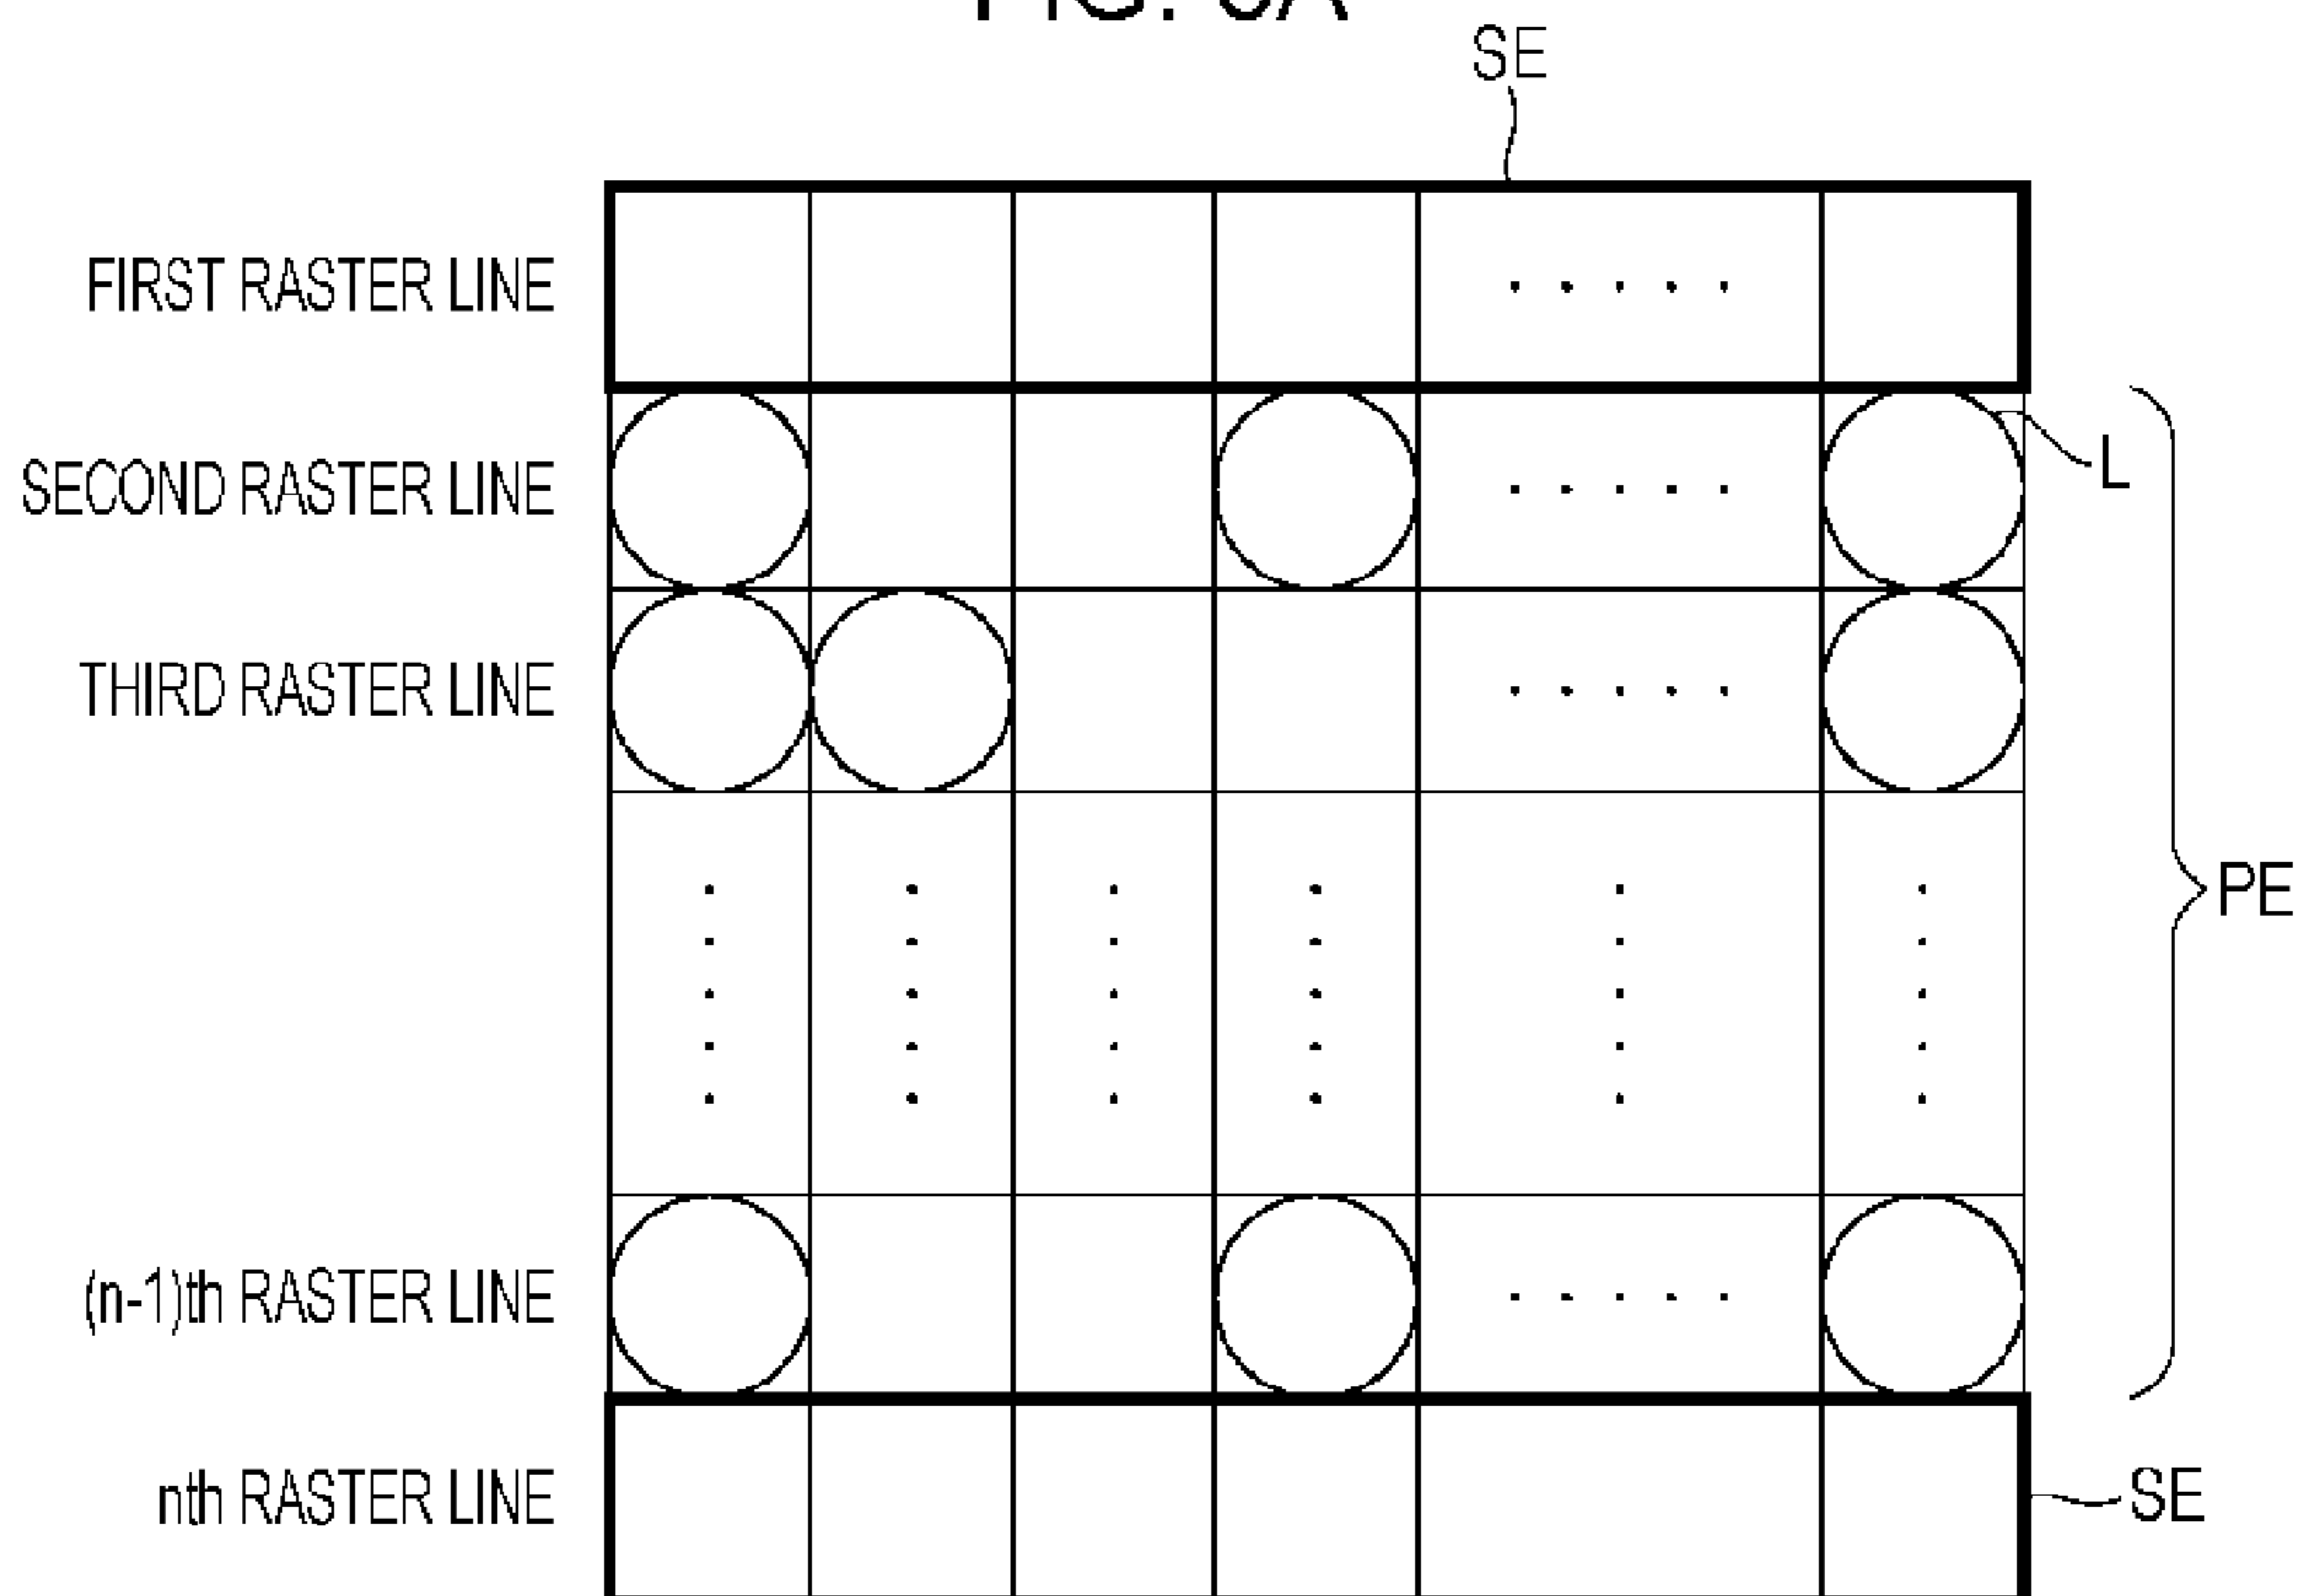 SE
FIRST RASTER LINE
SECOND RASTER LINE
L
THIRD RASTER LINE
PE
(n-1)th RASTER LINE
nth RASTER LINE
SE